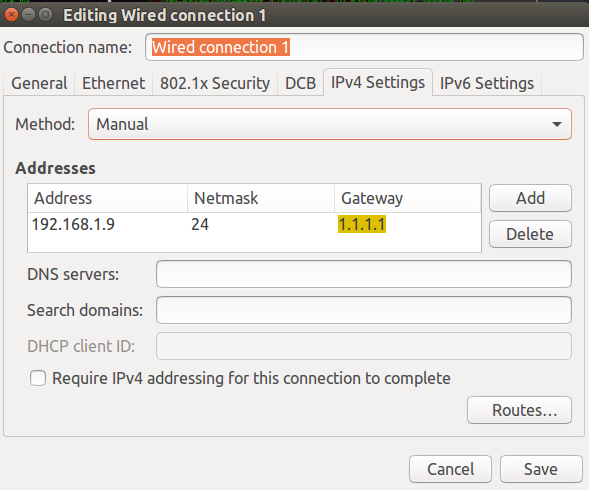 Editing Wired connection 1
Connection name: Wired connection 1
General Ethernet 802.1x Security DCB IPv4 Settings IPv6 Settings
Method: Manual
Addresses
Address Netmask Gateway
192.168.1.9 24 1.1.1.1
Add
Delete
DNS servers:
Search domains:
DHCP client ID:
Require IPv4 addressing for this connection to complete
Routes...
Cancel Save